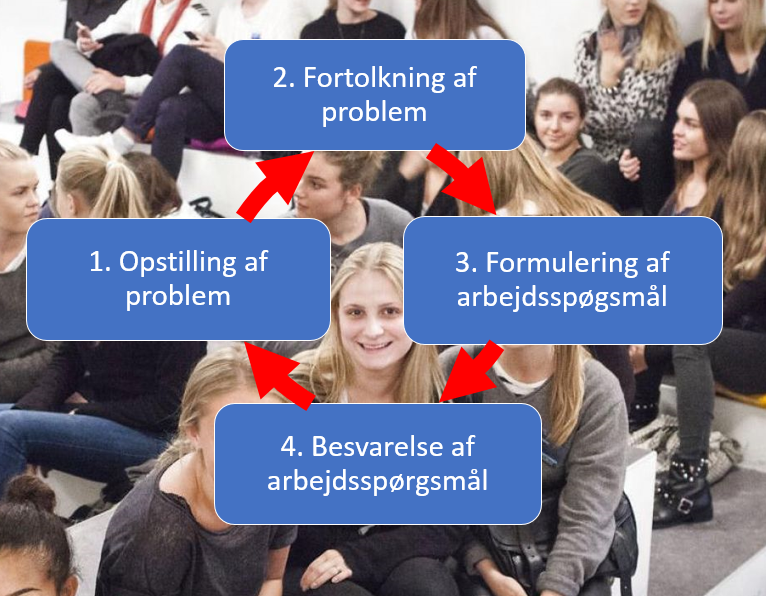 2. Fortolkning af
problem
1. Opstilling af
problem
3. Formulering af
arbejdsspøgsmål
4. Besvarelse af
arbejdsspørgsmål